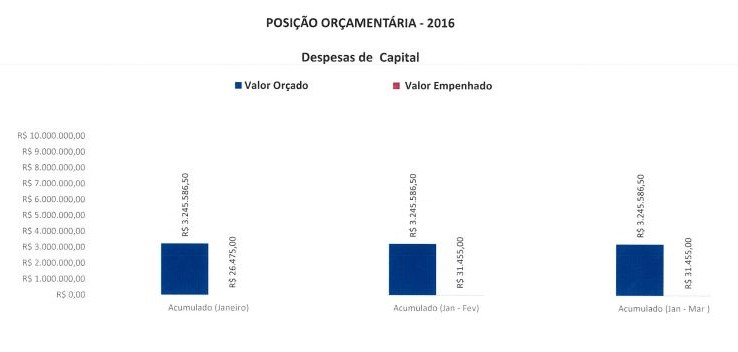 POSIÇÃO ORÇAMENTÁRIA - 2016
Despesas de Capital
Valor Orçado
Valor Empenhado
R$ 10.000.000,00
R$ 9.000.000,00
R$ 8.000.000,00
R$ 7.000.000,00
R$ 6.000.000,00
R$ 5.000.000,00
R$ 4.000.000,00
R$ 3.000.000,00
R$ 2.000.000,00
R$ 1.000.000,00
R$ 0,00
R$ 3.245.586,50
R$ 26.475,00
R$ 3.245.586,50
R$ 31.455,00
R$ 3.245.586,50
R$ 31.455,00
Acumulado (Janeiro)
Acumulado (Jan - Fev)
Acumulado (Jan - Mar )